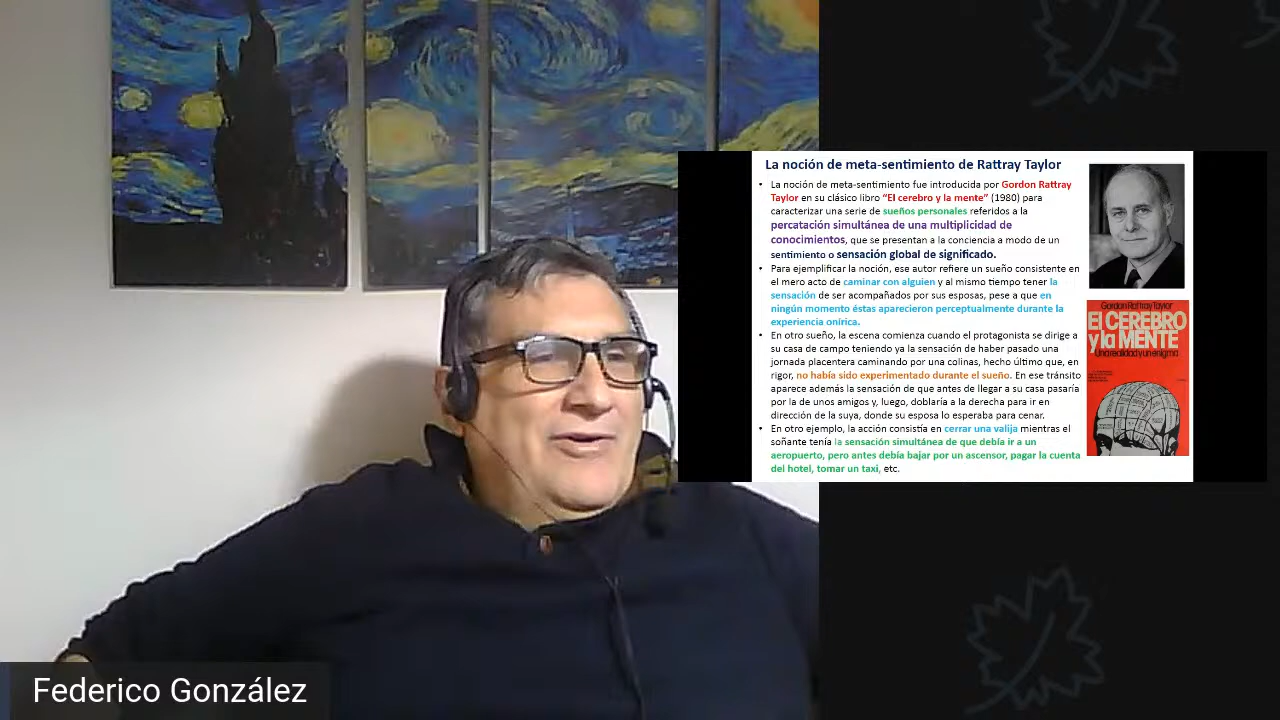 La noción de meta-sentimiento de Rattray Taylor
• La noción de meta-sentimiento fue introducida por Gordon Rattray
Taylor en su clásico libro “El cerebro y la mente” (1980) para
caracterizar una serie de sueños personales referidos a la
percatación simultánea de una multiplicidad de
conocimientos, que se presentan a la conciencia a modo de un
sentimiento o sensación global de significado.
• Para ejemplificar la noción, ese autor refiere un sueño consistente en
el mero acto de caminar con alguien y al mismo tiempo tener la
sensación de ser acompañados por sus esposas, pese a que en
ningún momento éstas aparecieron perceptualmente durante la
experiencia onírica.
• En otro sueño, la escena comienza cuando el protagonista se dirige a
su casa de campo teniendo ya la sensación de haber pasado una
jornada placentera caminando por una colinas, hecho último que, en
rigor, no había sido experimentado durante el sueño. En ese tránsito
aparece además la sensación de que antes de llegar a su casa pasaría
por la de unos amigos y, luego, doblaría a la derecha para ir en
dirección de la suya, donde su esposa lo esperaba para cenar.
• En otro ejemplo, la acción consistía en cerrar una valija mientras el
soñante tenía la sensación simultánea de que debía ir a un
aeropuerto, pero antes debía bajar por un ascensor, pagar la cuenta
del hotel, tomar un taxi, etc.
Gordon Rattray Taylor
El CEREBRO
y la MENTE
Una realidad y un enigma
Federico González